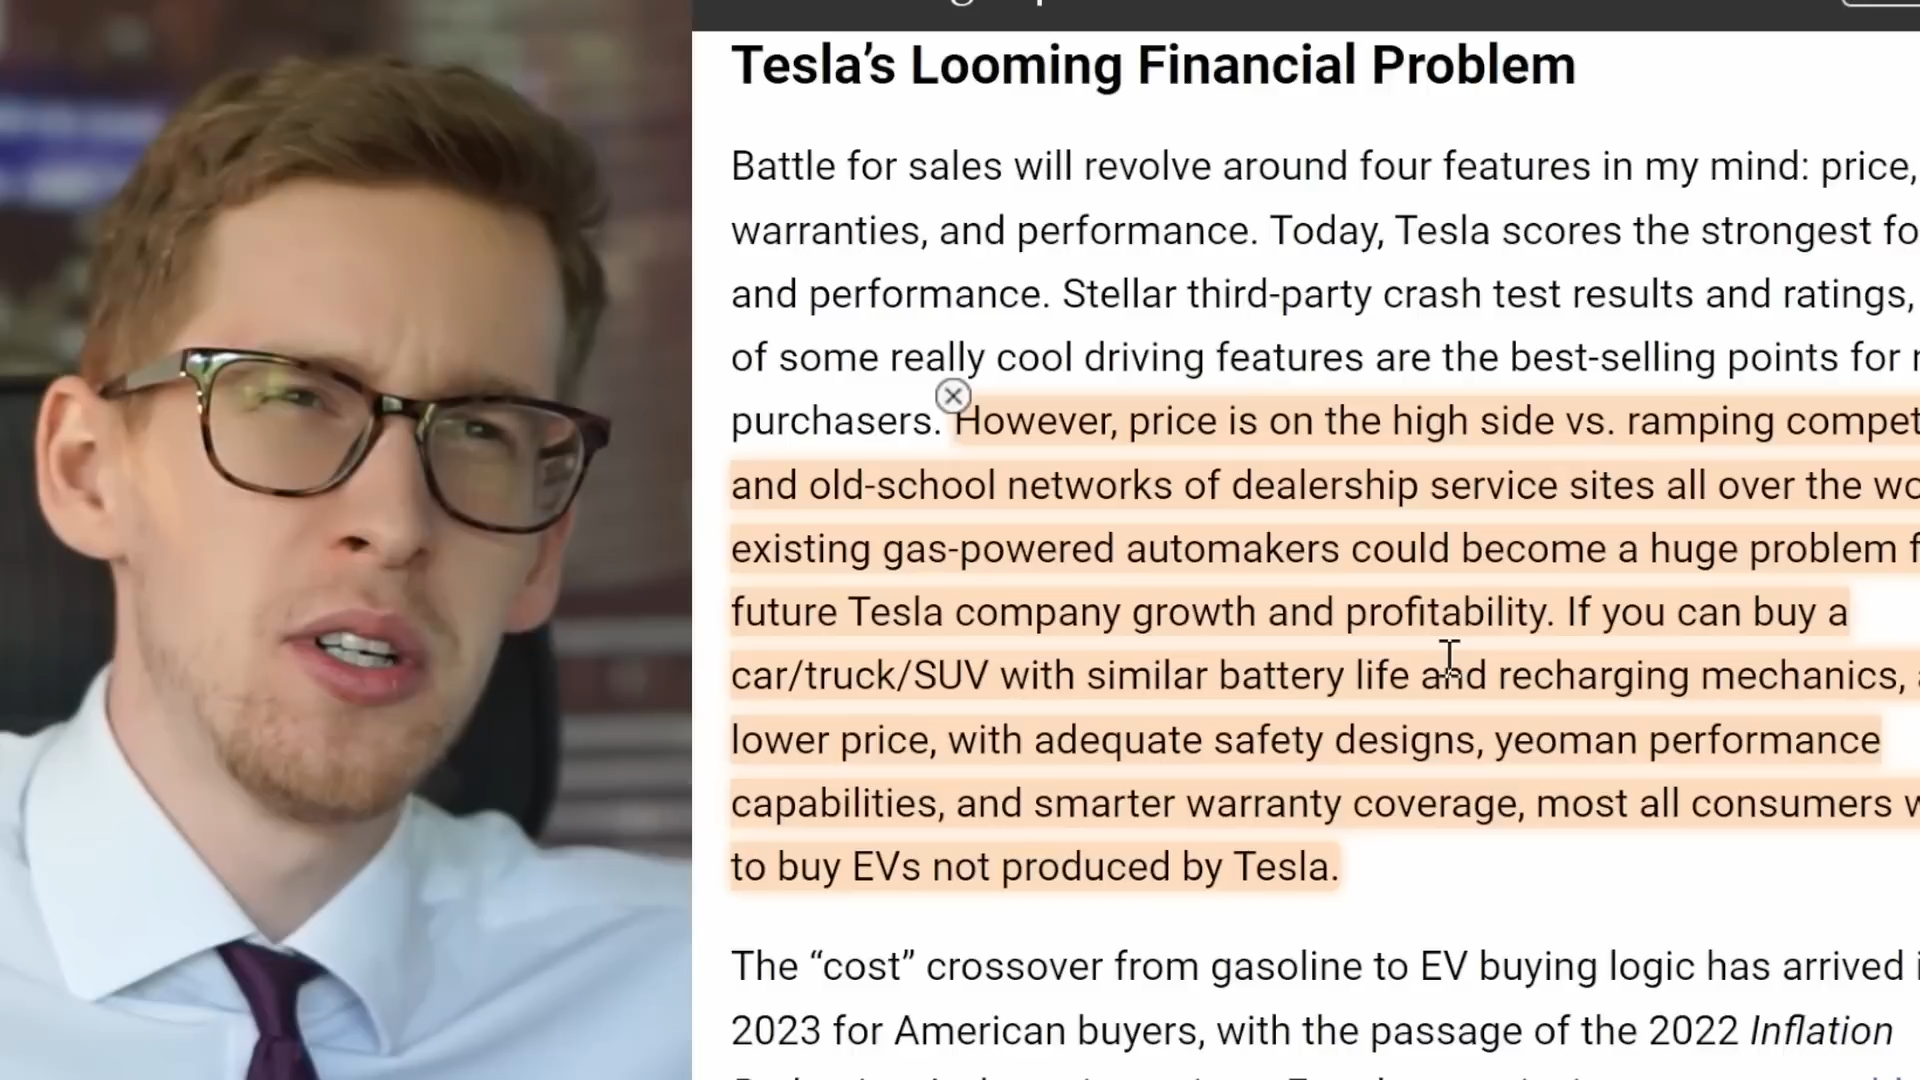 Tesla’s Looming Financial Problem
Battle for sales will revolve around four features in my mind: price,
warranties, and performance. Today, Tesla scores the strongest fo
and performance. Stellar third-party crash test results and ratings,
of some really cool driving features are the best-selling points for
purchasers. However, price is on the high side vs. ramping compet
and old-school networks of dealership service sites all over the wo
existing gas-powered automakers could become a huge problem f
future Tesla company growth and profitability. If you can buy a
car/truck/SUV with similar battery life and recharging mechanics,
lower price, with adequate safety designs, yeoman performance
capabilities, and smarter warranty coverage, most all consumers w
to buy EVs not produced by Tesla.
The “cost” crossover from gasoline to EV buying logic has arrived i
2023 for American buyers, with the passage of the 2022 Inflation